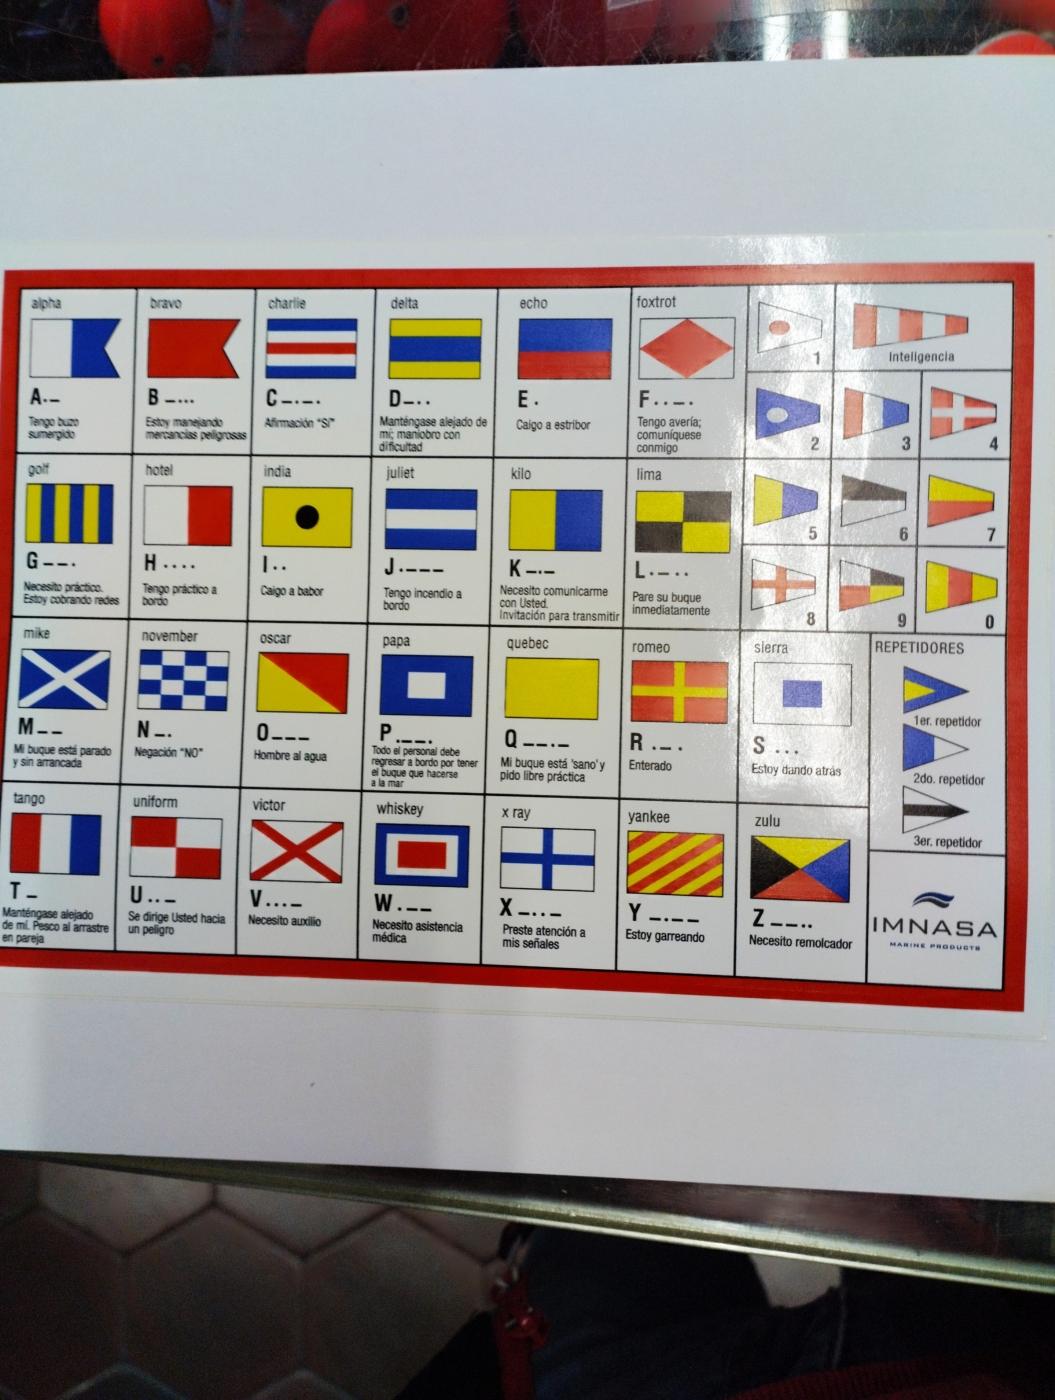 alpha
A·–
Tengo buzo
sumergido
bravo
B –···
Estoy manejando
mercancías peligrosas
charlie
C –·–·
Afirmación "SI"
delta
D–··
Manténgase alejado de
mí; maniobro con
dificultad
echo
E ·
Caigo a estribor
foxtrot
F··–·
Tengo avería;
comuníquese
conmigo
1
Inteligencia
2
3
4
golf
G––·
Necesito práctico.
Estoy cobrando redes
hotel
H ····
Tengo práctico a
bordo
india
I··
Caigo a babor
juliet
J·–––
Tengo incendio a
bordo
kilo
K–·–
Necesito comunicarme
con Usted.
Invitación para transmitir
lima
L·–··
Pare su buque
inmediatamente
5
6
7
8
9
0
mike
M––
Mi buque está parado
y sin arrancada
november
N–·
Negación "NO"
oscar
O–––
Hombre al agua
papa
P·––·
Todo el personal debe
regresar a bordo por tener
el buque que hacerse
a la mar
quebec
Q ––·–
Mi buque está 'sano' y
pido libre práctica
romeo
R ·–·
Enterado
sierra
S ···
Estoy dando atrás
REPETIDORES
1er. repetidor
2do. repetidor
3er. repetidor
tango
T –
Manténgase alejado
de mí. Pesco al arrastre
en pareja
uniform
U··–
Se dirige Usted hacia
un peligro
victor
V···–
Necesito auxilio
whiskey
W·––
Necesito asistencia
médica
x ray
X–··–
Preste atención a
mis señales
yankee
Y –·––
Estoy garreando
zulu
Z––··
Necesito remolcador
IMNASA
MARINE PRODUCTS